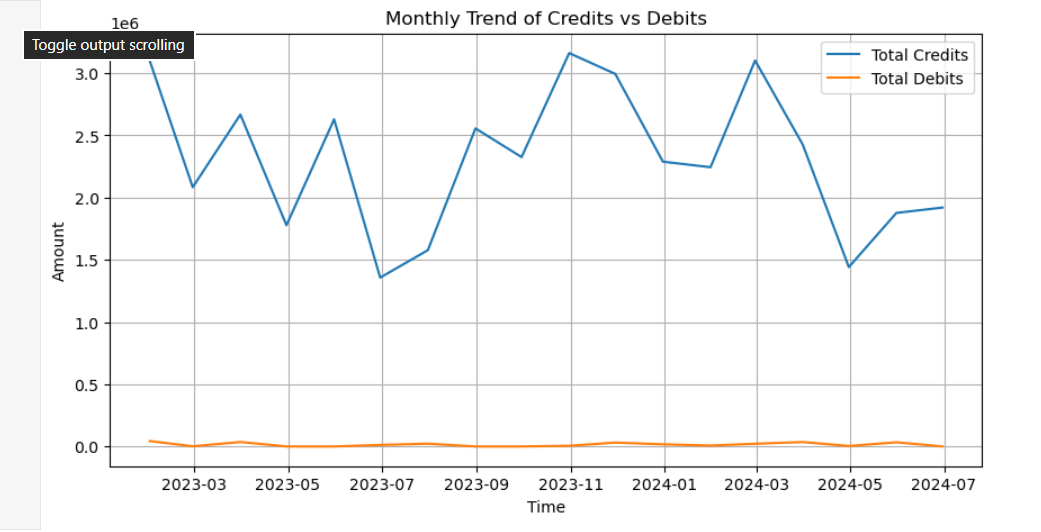 Monthly Trend of Credits vs Debits
1e6
Toggle output scrolling
Total Credits
Total Debits
3.0
2.5
2.0
1.5
1.0
0.5
0.0
Amount
2023-03 2023-05 2023-07 2023-09 2023-11 2024-01 2024-03 2024-05 2024-07
Time